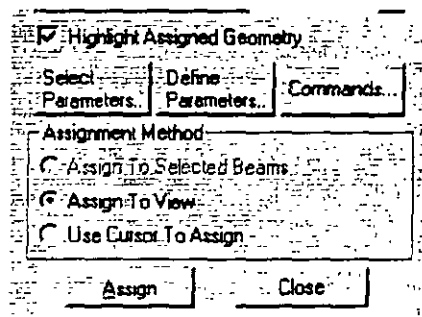 Highlight Assigned Geometry
Select Parameters...
Define Parameters..
Commands...
Assignment Method
Assign To Selected Beams
Assign To View
Use Cursor To Assign
Assign
Close